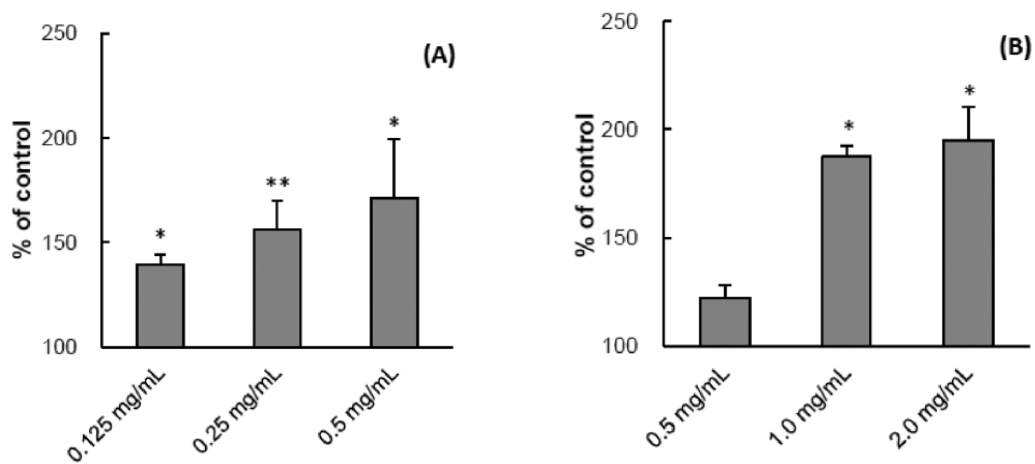 (A)
% of control
250
200
150
100
*
**
*
0.125 mg/mL
0.25 mg/mL
0.5 mg/mL
(B)
% of control
250
200
150
100
*
*
0.5 mg/mL
1.0 mg/mL
2.0 mg/mL